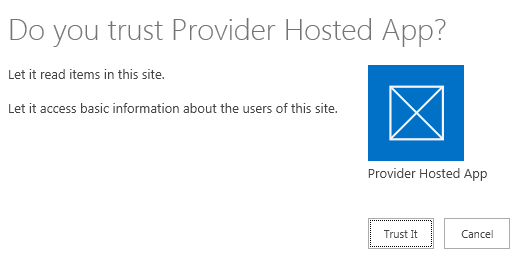 Do you trust Provider Hosted App?
Let it read items in this site.
Let it access basic information about the users of this site.
Provider Hosted App
Trust It
Cancel